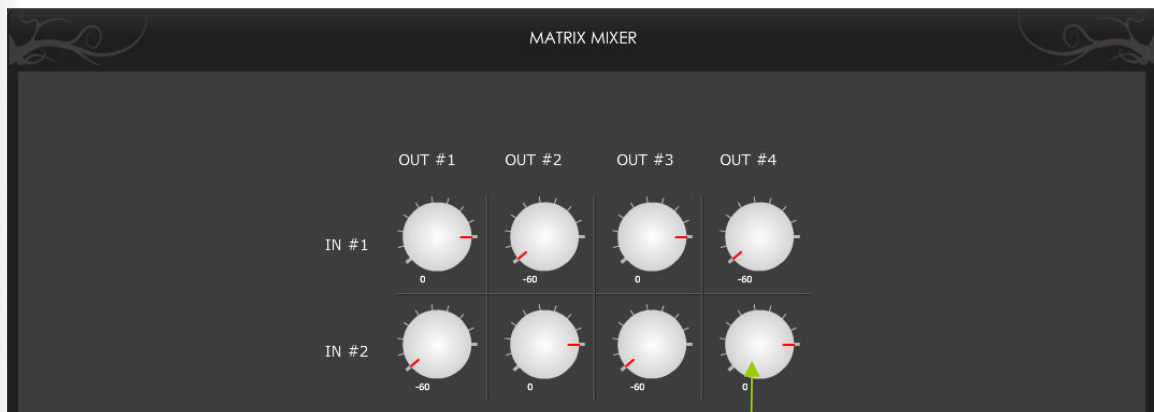 MATRIX MIXER
OUT #1 OUT #2 OUT #3 OUT #4
IN #1
0 -60 0 -60
IN #2
-60 0 -60 0